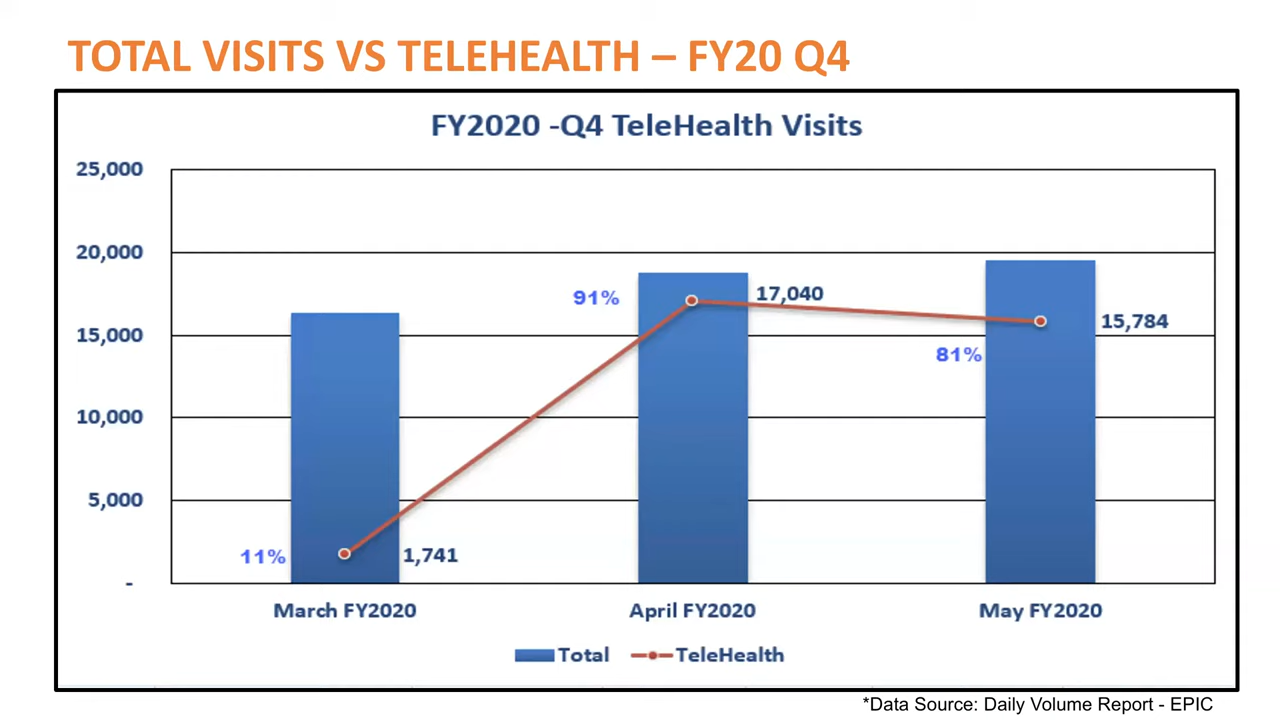 TOTAL VISITS VS TELEHEALTH – FY20 Q4
FY2020 -Q4 TeleHealth Visits
25,000
20,000
15,000
10,000
5,000
-
91%
17,040
15,784
81%
11%
1,741
March FY2020
April FY2020
May FY2020
Total
TeleHealth
*Data Source: Daily Volume Report - EPIC